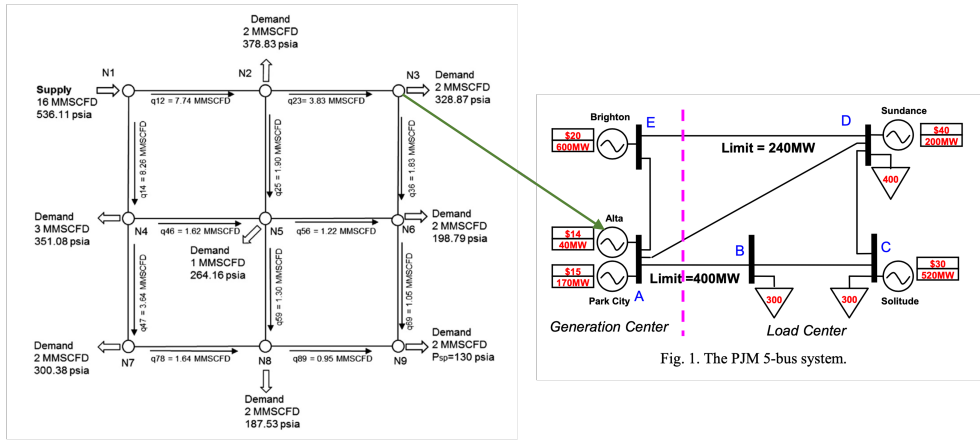 Demand
2 MMSCFD
378.83 psia
N1
N2
N3
Supply
16 MMSCFD
536.11 psia
q12 = 7.74 MMSCFD
q23= 3.83 MMSCFD
Demand
2 MMSCFD
328.87 psia
q14 = 8.26 MMSCFD
q25 = 1.90 MMSCFD
q36 = 1.83 MMSCFD
Demand
3 MMSCFD
351.08 psia
N4
q46 = 1.62 MMSCFD
N5
q56 = 1.22 MMSCFD
N6
Demand
2 MMSCFD
198.79 psia
Demand
1 MMSCFD
264.16 psia
q47 = 3.64 MMSCFD
q59 = 1.30 MMSCFD
q69 = 1.05 MMSCFD
Demand
2 MMSCFD
300.38 psia
N7
q78 = 1.64 MMSCFD
N8
q89 = 0.95 MMSCFD
N9
Demand
2 MMSCFD
Psp=130 psia
Demand
2 MMSCFD
187.53 psia
Brighton
$20
600MW
E
D
Sundance
$40
200MW
Limit = 240MW
400
Alta
$14
40MW
$15
170MW
Park City
A
Limit =400MW
B
300
C
300
$30
520MW
Solitude
Generation Center
Load Center
Fig. 1. The PJM 5-bus system.